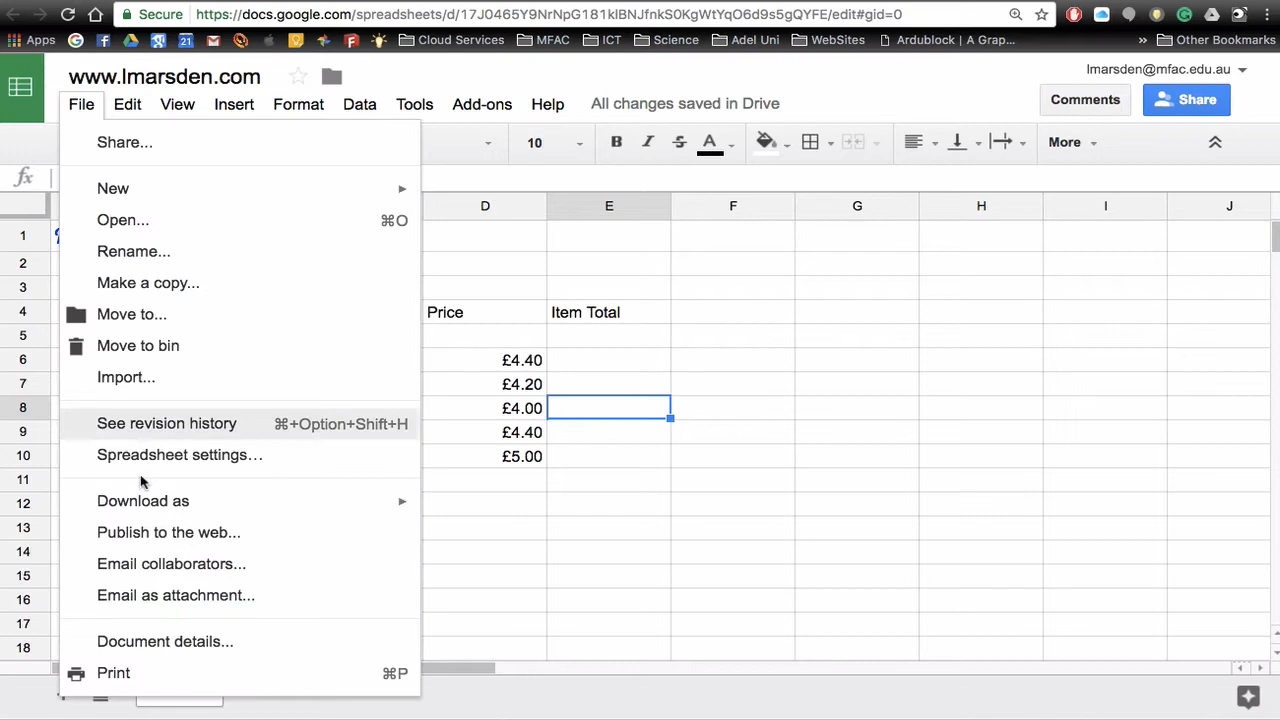 Secure https://docs.google.com/spreadsheets/d/17J0465Y9NrNpG181klBNJfnkS0KgWtYqO6d9s5gQYFE/edit#gid=0
Apps Cloud Services MFAC ICT Science Adel Uni WebSites Ardublock | A Grap... » Other Bookmarks
www.lmarsden.com
lmarsden@mfac.edu.au
File Edit View Insert Format Data Tools Add-ons Help All changes saved in Drive
Comments Share
10 B I S A More
fx
Share...
New
Open... ⌘O
Rename...
Make a copy...
Move to...
Move to bin
Import...
See revision history ⌘+Option+Shift+H
Spreadsheet settings...
Download as
Publish to the web...
Email collaborators...
Email as attachment...
Document details...
Print ⌘P
D E F G H I J
1
2
3
4 Price Item Total
5
6 £4.40
7 £4.20
8 £4.00
9 £4.40
10 £5.00
11
12
13
14
15
16
17
18